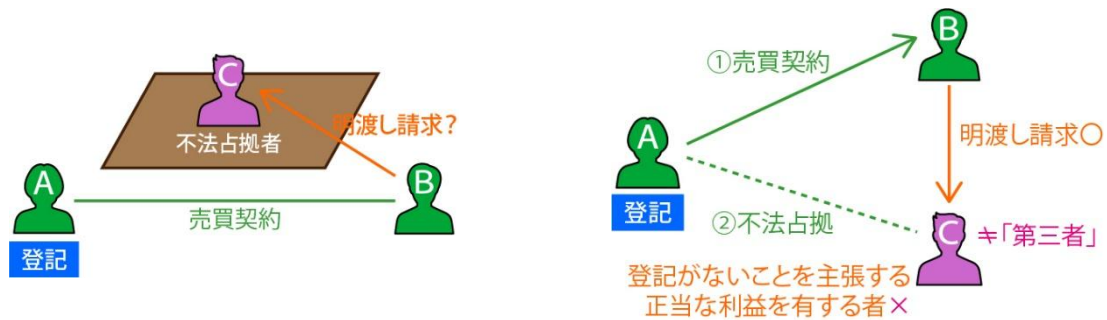 C
不法占拠者
明渡し請求?
A
登記
売買契約
B
B
①売買契約
明渡し請求〇
A
登記
②不法占拠
C
≠「第三者」
登記がないことを主張する
正当な利益を有する者×